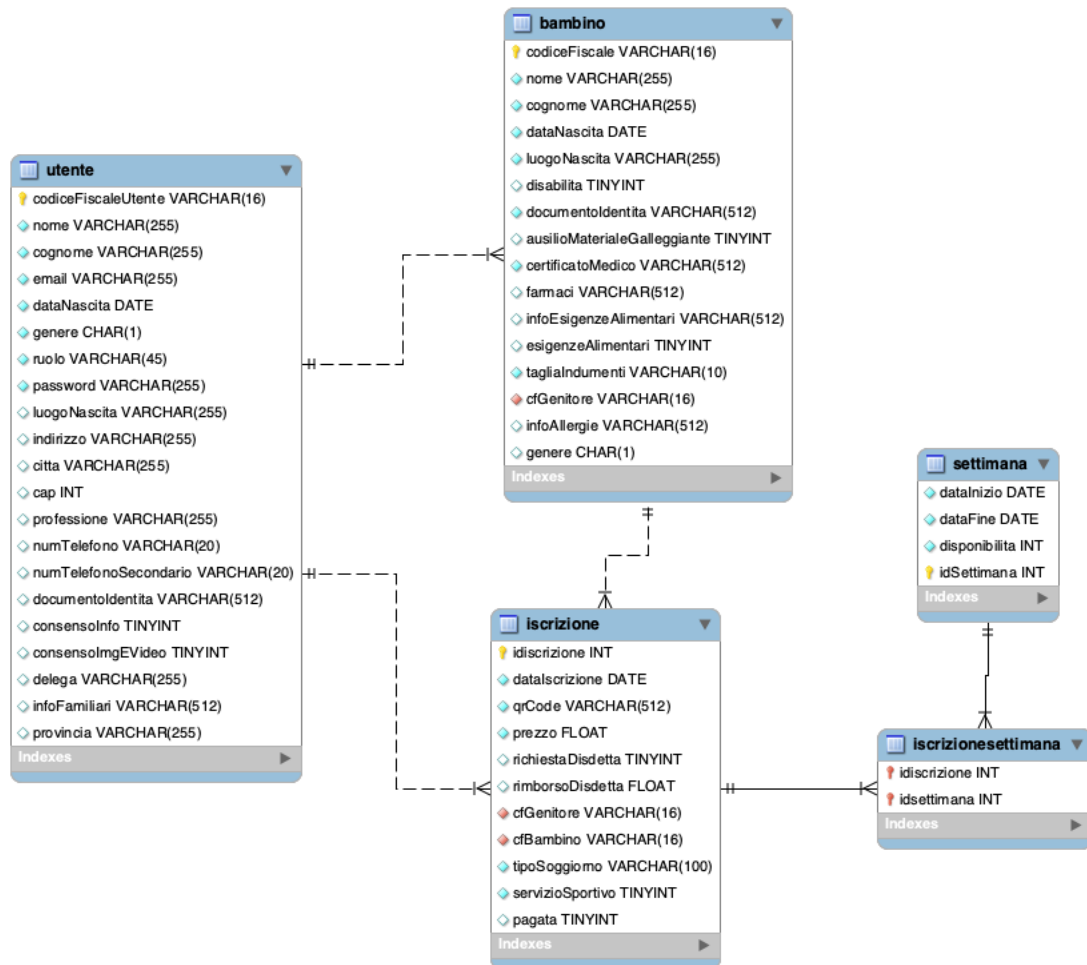 utente
codiceFiscaleUtente VARCHAR(16)
nome VARCHAR(255)
cognome VARCHAR(255)
email VARCHAR(255)
dataNascita DATE
genere CHAR(1)
ruolo VARCHAR(45)
password VARCHAR(255)
luogoNascita VARCHAR(255)
indirizzo VARCHAR(255)
citta VARCHAR(255)
cap INT
professione VARCHAR(255)
numTelefono VARCHAR(20)
numTelefonoSecondario VARCHAR(20)
documentoIdentita VARCHAR(512)
consensoInfo TINYINT
consensoImgEVideo TINYINT
delega VARCHAR(255)
infoFamiliari VARCHAR(512)
provincia VARCHAR(255)
Indexes
bambino
codiceFiscale VARCHAR(16)
nome VARCHAR(255)
cognome VARCHAR(255)
dataNascita DATE
luogoNascita VARCHAR(255)
disabilita TINYINT
documentoIdentita VARCHAR(512)
ausilioMaterialeGalleggiante TINYINT
certificatoMedico VARCHAR(512)
farmaci VARCHAR(512)
infoEsigenzeAlimentari VARCHAR(512)
esigenzeAlimentari TINYINT
tagliaIndumenti VARCHAR(10)
cfGenitore VARCHAR(16)
infoAllergie VARCHAR(512)
genere CHAR(1)
Indexes
iscrizione
idiscrizione INT
dataIscrizione DATE
qrCode VARCHAR(512)
prezzo FLOAT
richiestaDisdetta TINYINT
rimborsoDisdetta FLOAT
cfGenitore VARCHAR(16)
cfBambino VARCHAR(16)
tipoSoggiorno VARCHAR(100)
servizioSportivo TINYINT
pagata TINYINT
Indexes
settimana
dataInizio DATE
dataFine DATE
disponibilita INT
idSettimana INT
Indexes
iscrizionesettimana
idiscrizione INT
idsettimana INT
Indexes